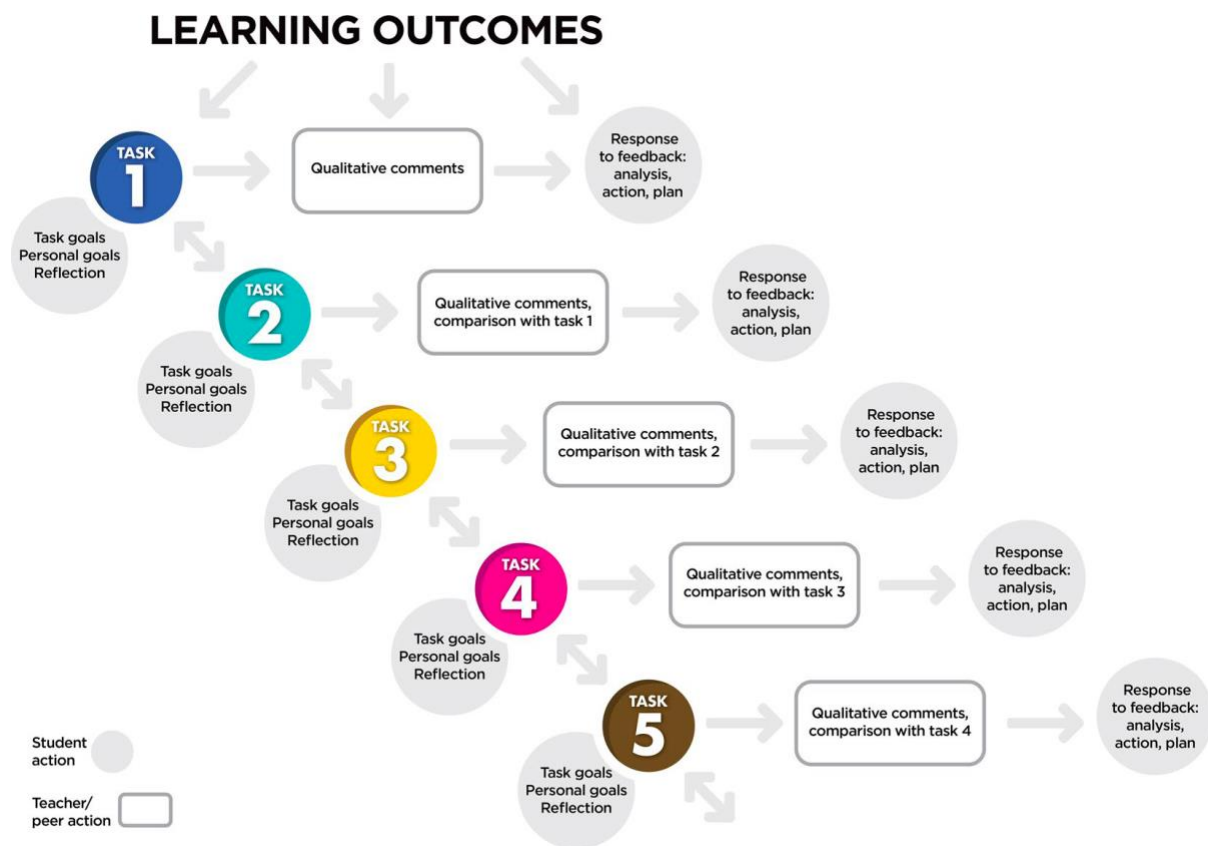 LEARNING OUTCOMES
TASK
1
Qualitative comments
Response
to feedback:
analysis,
action, plan
Task goals
Personal goals
Reflection
TASK
2
Qualitative comments,
comparison with task 1
Response
to feedback:
analysis,
action, plan
Task goals
Personal goals
Reflection
TASK
3
Qualitative comments,
comparison with task 2
Response
to feedback:
analysis,
action, plan
Task goals
Personal goals
Reflection
TASK
4
Qualitative comments,
comparison with task 3
Response
to feedback:
analysis,
action, plan
Task goals
Personal goals
Reflection
TASK
5
Qualitative comments,
comparison with task 4
Response
to feedback:
analysis,
action, plan
Task goals
Personal goals
Reflection
Student
action
Teacher/
peer action